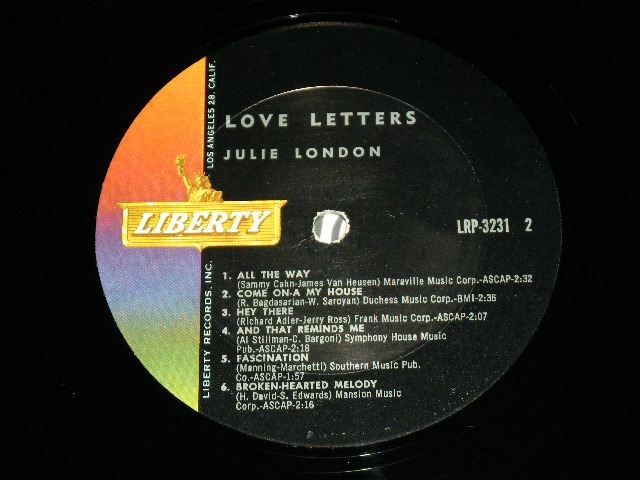 LOVE LETTERS
JULIE LONDON
LIBERTY
LRP-3231 2
1. ALL THE WAY
(Sammy Cahn-James Van Heusen) Maraville Music Corp.-ASCAP-2:32
2. COME ON-A MY HOUSE
(R. Bagdasarian-W. Saroyan) Duchess Music Corp.-BMI-2:36
3. HEY THERE
(Richard Adler-Jerry Ross) Frank Music Corp.-ASCAP-2:07
4. AND THAT REMINDS ME
(Al Stillman-C. Bargoni) Symphony House Music
Pub.-ASCAP-2:18
5. FASCINATION
(Manning-Marchetti) Southern Music Pub.
Co.-ASCAP-1:57
6. BROKEN-HEARTED MELODY
(H. David-S. Edwards) Mansion Music
Corp.-ASCAP-2:16
LIBERTY RECORDS, INC.
LOS ANGELES 28, CALIF.